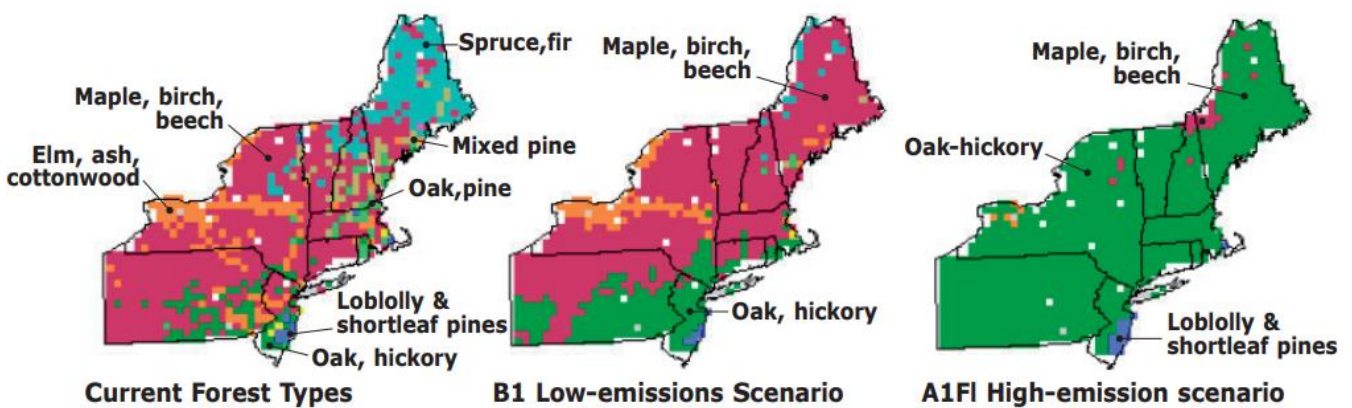 Spruce,fir
Maple, birch,
beech
Elm, ash,
cottonwood
Mixed pine
Oak,pine
Loblolly &
shortleaf pines
Oak, hickory
Current Forest Types
Maple, birch,
beech
Oak, hickory
B1 Low-emissions Scenario
Maple, birch,
beech
Oak-hickory
Loblolly &
shortleaf pines
A1FI High-emission scenario